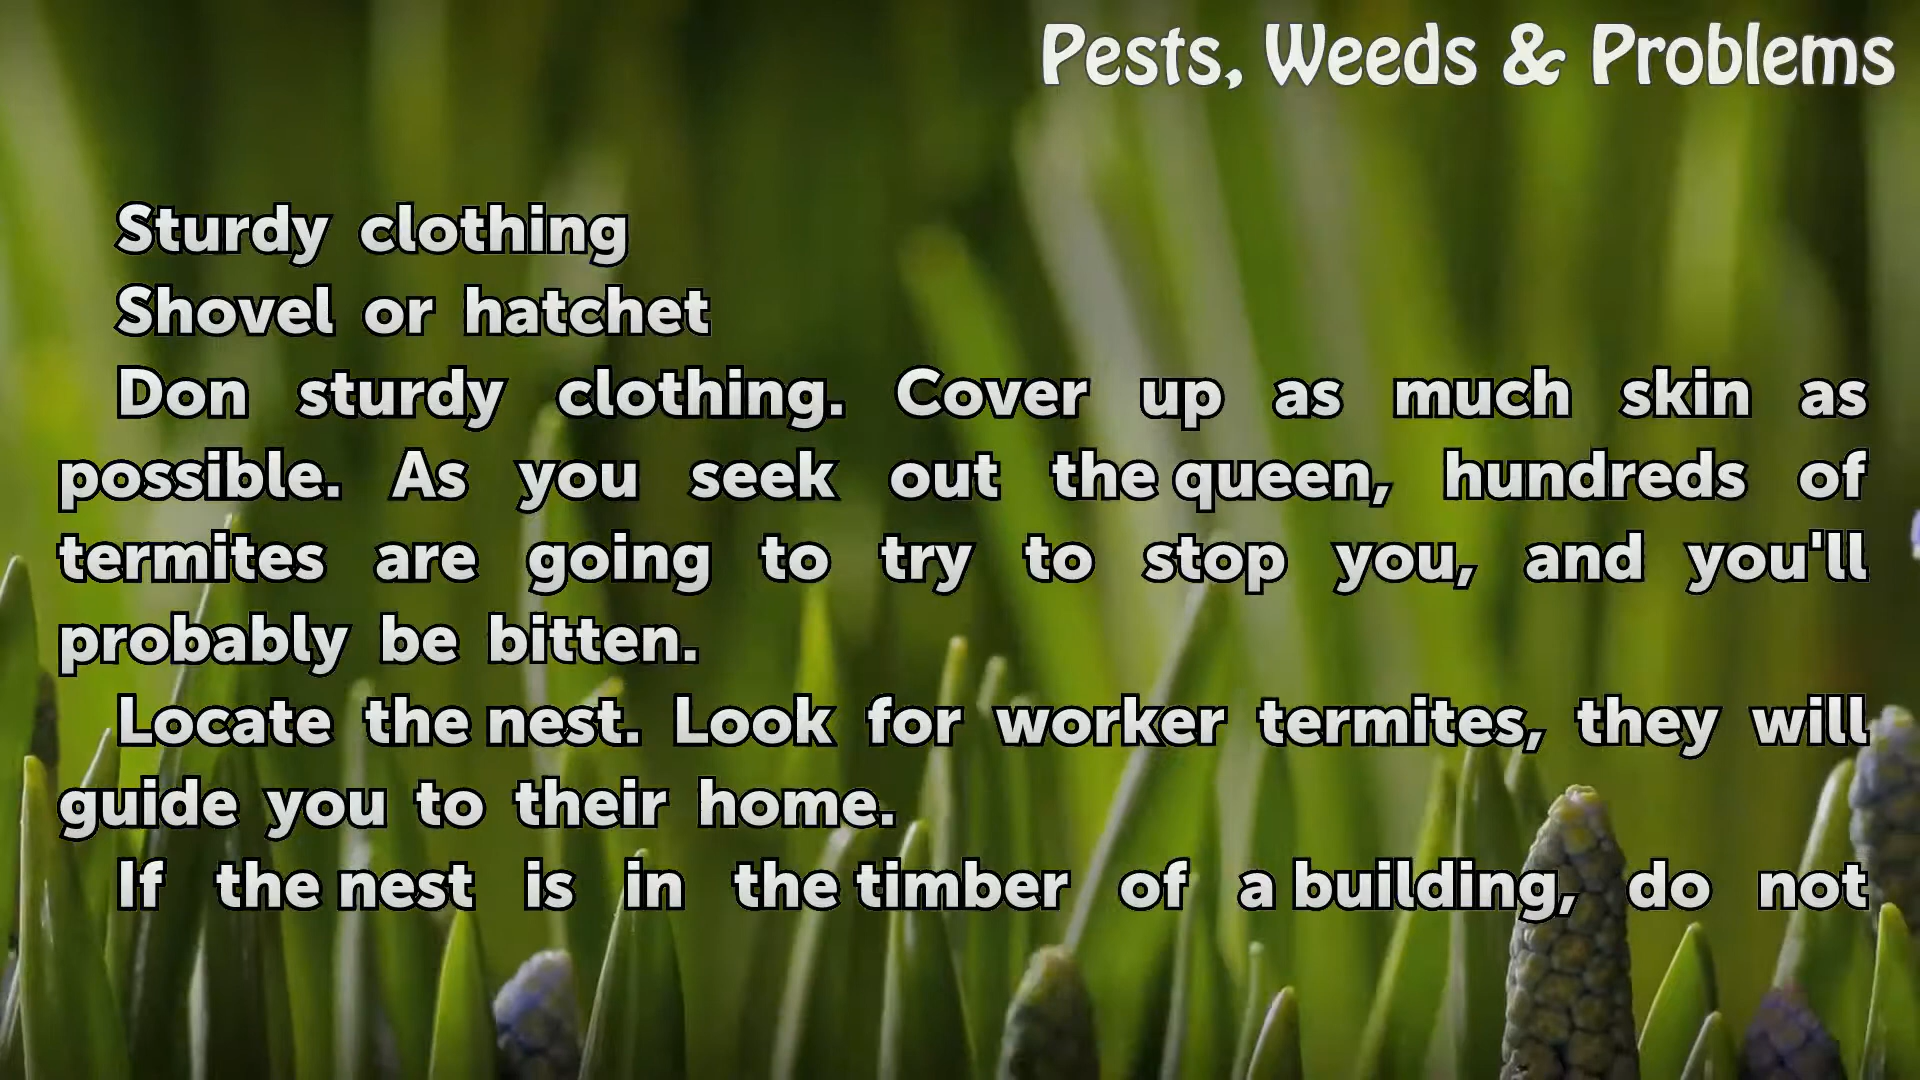 Pests, Weeds & Problems
Sturdy clothing
Shovel or hatchet
Don sturdy clothing. Cover up as much skin as
possible. As you seek out the queen, hundreds of
termites are going to try to stop you, and you'll
probably be bitten.
Locate the nest. Look for worker termites, they will
guide you to their home.
If the nest is in the timber of a building, do not